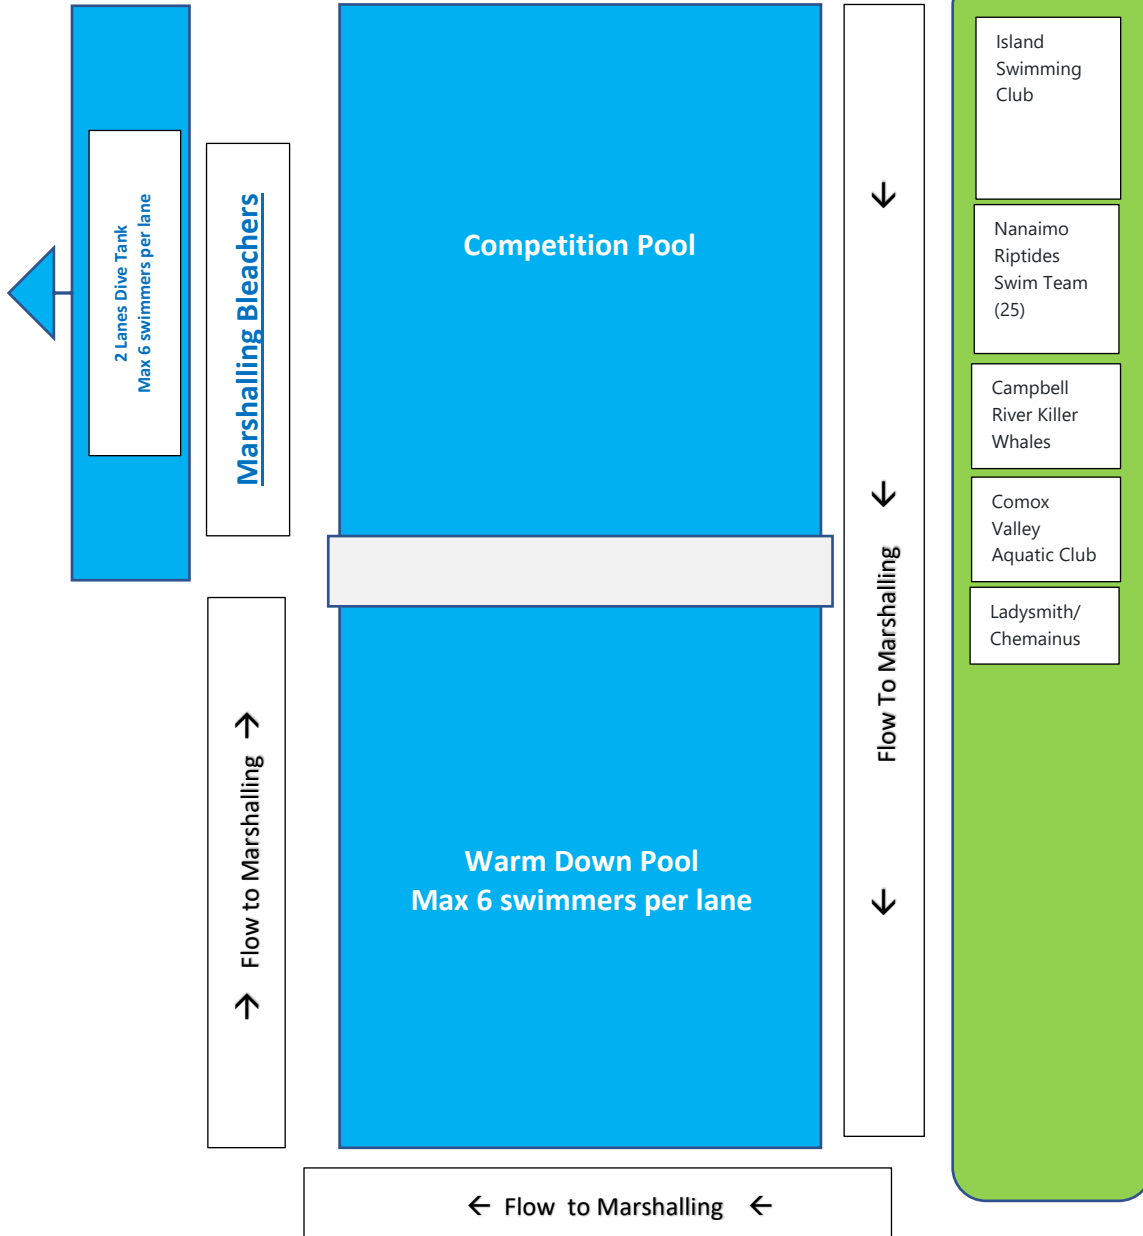 2 Lanes Dive Tank
Max 6 swimmers per lane
Marshalling Bleachers
Competition Pool
↓
↓ Flow To Marshalling ↓
Island
Swimming
Club
Nanaimo
Riptides
Swim Team
(25)
Campbell
River Killer
Whales
Comox
Valley
Aquatic Club
Ladysmith/
Chemainus
→ Flow to Marshalling →
Warm Down Pool
Max 6 swimmers per lane
← Flow to Marshalling ←